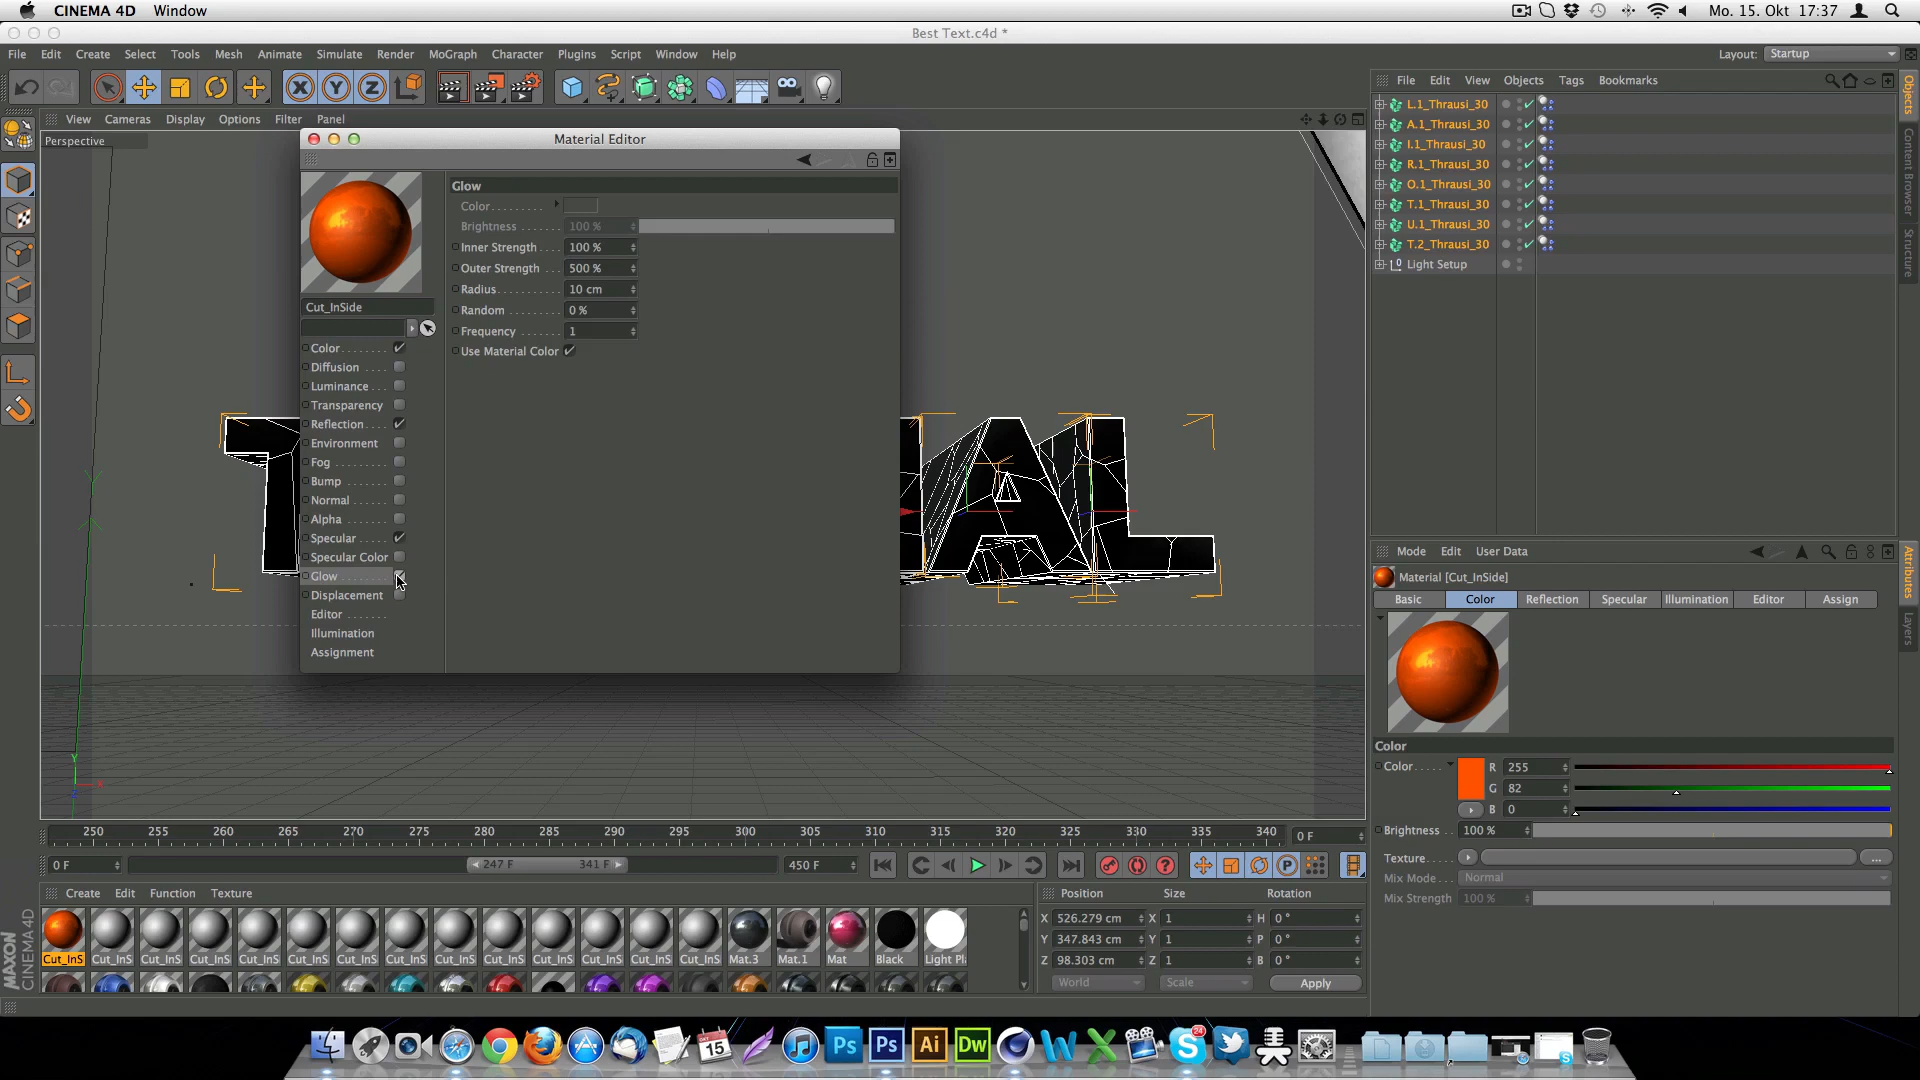 CINEMA 4D Window Mo. 15. Okt 17:37
Best Text.c4d *
File Edit Create Select Tools Mesh Animate Simulate Render MoGraph Character Plugins Script Window Help Layout: Startup
File Edit View Objects Tags Bookmarks
View Cameras Display Options Filter Panel
Perspective
Material Editor
Glow
Color
Brightness 100 %
Inner Strength 100 %
Outer Strength 500 %
Radius 10 cm
Random 0 %
Frequency 1
Use Material Color
Cut_InSide
Color
Diffusion
Luminance
Transparency
Reflection
Environment
Fog
Bump
Normal
Alpha
Specular
Specular Color
Glow
Displacement
Editor
Illumination
Assignment
L.1_Thrausi_30
A.1_Thrausi_30
I.1_Thrausi_30
R.1_Thrausi_30
O.1_Thrausi_30
T.1_Thrausi_30
U.1_Thrausi_30
T.2_Thrausi_30
Light Setup
Objects
Content Browser
Structure
Mode Edit User Data
Material [Cut_InSide]
Basic Color Reflection Specular Illumination Editor Assign
Attributes
Layers
Color
Color R 255
G 82
B 0
Brightness 100 %
Texture ...
Mix Mode Normal
Mix Strength 100 %
250 255 260 265 270 275 280 285 290 295 300 305 310 315 320 325 330 335 340 0 F
0 F 247 F 341 F 450 F
Create Edit Function Texture
Cut_InS Cut_InS Cut_InS Cut_InS Cut_InS Cut_InS Cut_InS Cut_InS Cut_InS Cut_InS Cut_InS Cut_InS Cut_InS Cut_InS Mat.3 Mat.1 Mat Black Light Pl
Position Size Rotation
X 526.279 cm X 1 H 0 °
Y 347.843 cm Y 1 P 0 °
Z 98.303 cm Z 1 B 0 °
World Scale Apply
MAXON
CINEMA 4D
OKT 15 Ps Ps Ai Dw 24